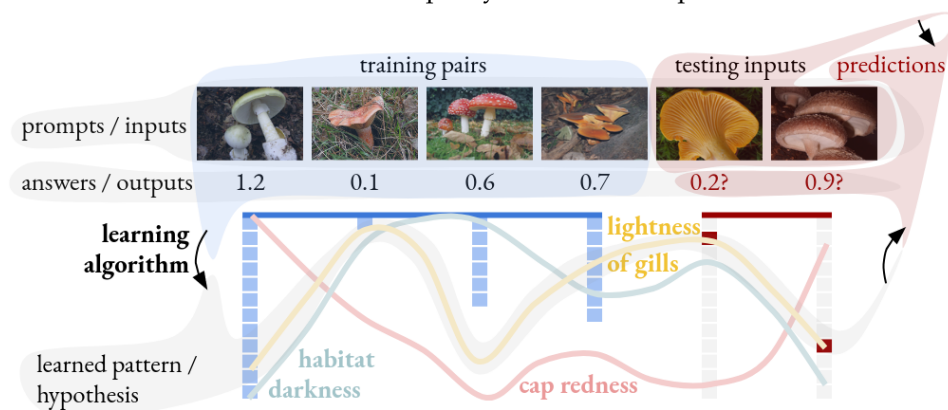 training pairs
testing inputs
predictions
prompts / inputs
answers / outputs
1.2
0.1
0.6
0.7
0.2?
0.9?
learning
algorithm
lightness
of gills
learned pattern /
hypothesis
habitat
darkness
cap redness